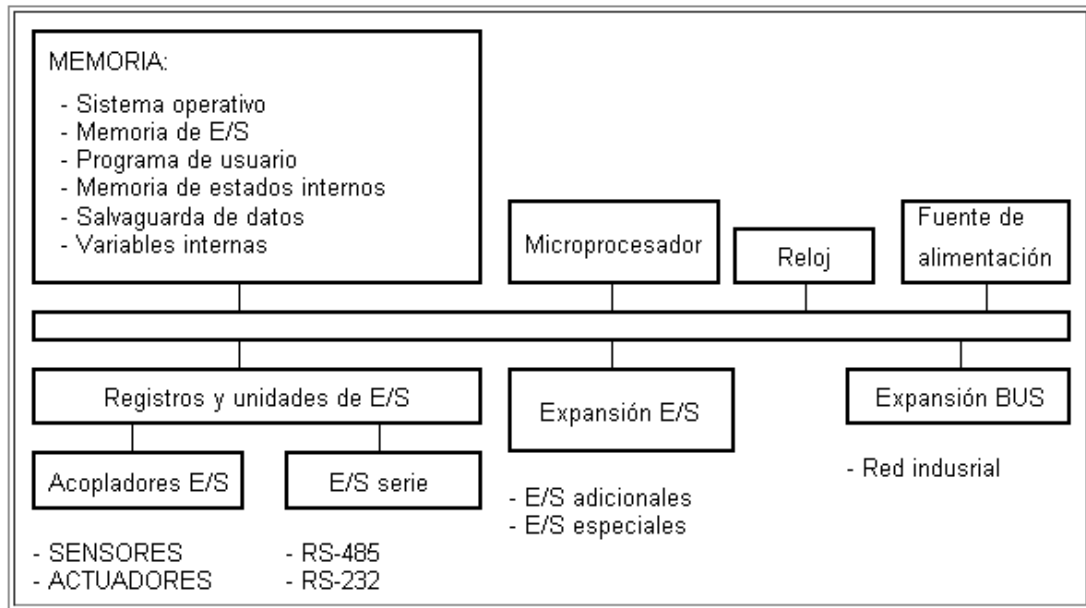 MEMORIA:
- Sistema operativo
- Memoria de E/S
- Programa de usuario
- Memoria de estados internos
- Salvaguarda de datos
- Variables internas
Microprocesador
Reloj
Fuente de
alimentación
Registros y unidades de E/S
Expansión E/S
Expansión BUS
Acopladores E/S
E/S serie
- Red indusrial
- E/S adicionales
- E/S especiales
- SENSORES
- ACTUADORES
- RS-485
- RS-232